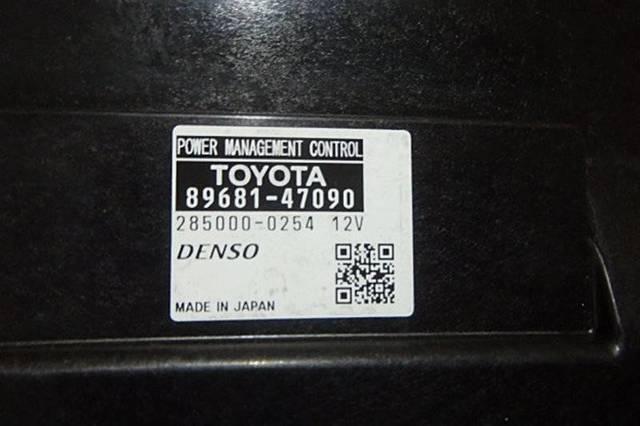 POWER MANAGEMENT CONTROL
TOYOTA
89681-47090
285000-0254 12V
DENSO
MADE IN JAPAN